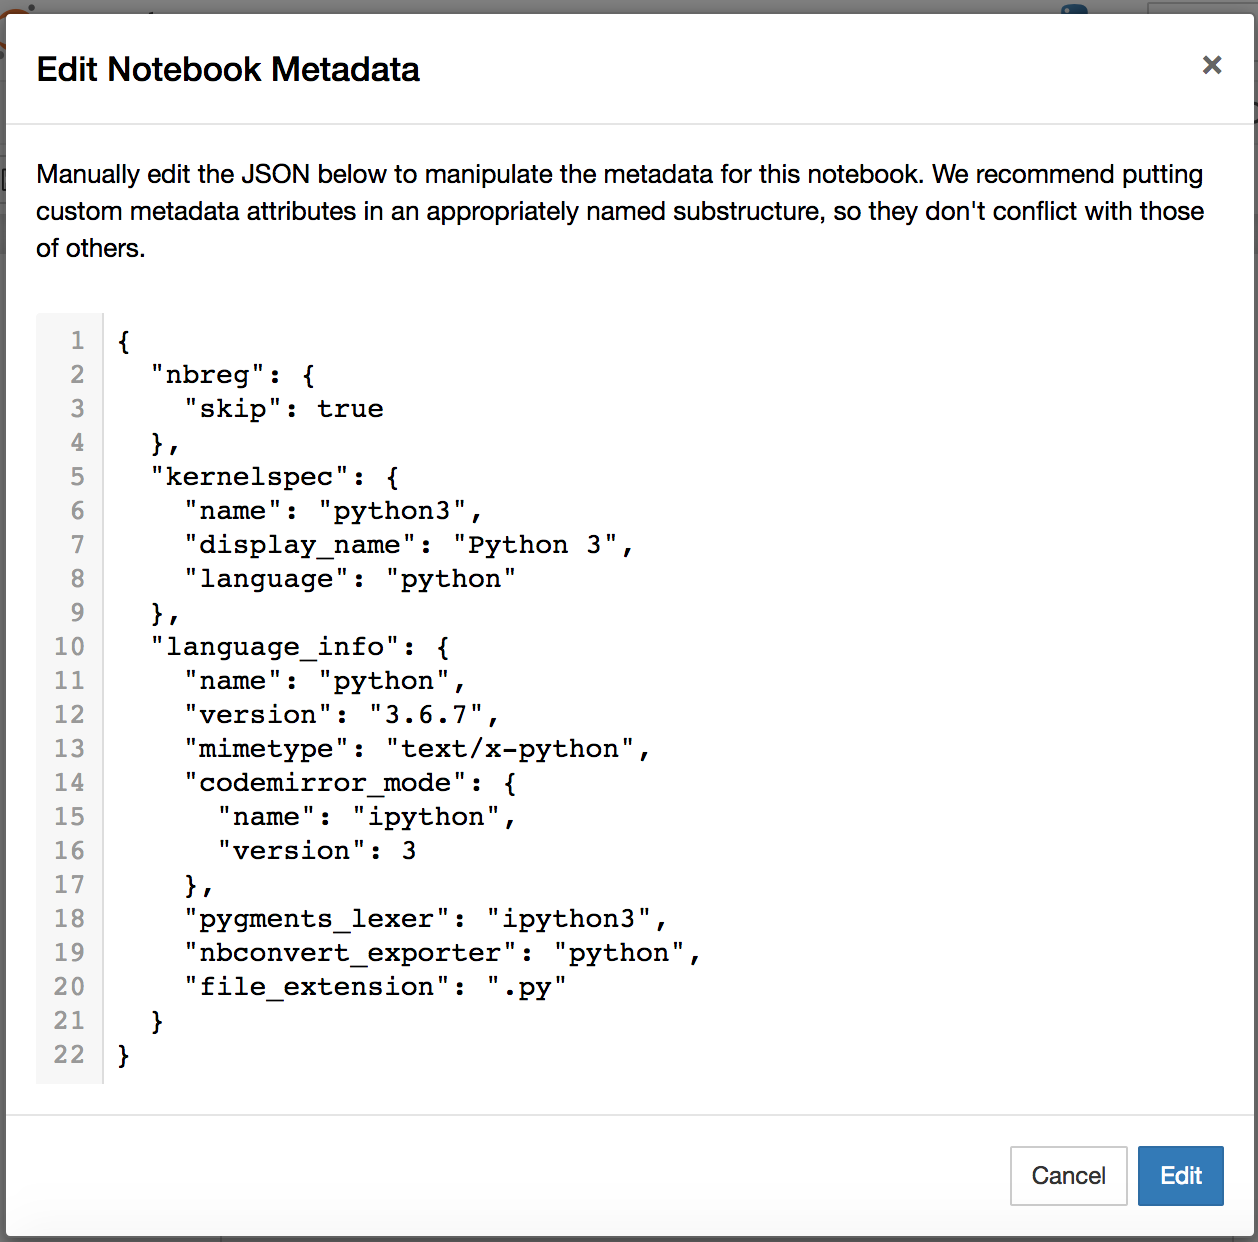 Edit Notebook Metadata
×
Manually edit the JSON below to manipulate the metadata for this notebook. We recommend putting
custom metadata attributes in an appropriately named substructure, so they don't conflict with those
of others.
1 {
2   "nbreg": {
3     "skip": true
4   },
5   "kernelspec": {
6     "name": "python3",
7     "display_name": "Python 3",
8     "language": "python"
9   },
10   "language_info": {
11     "name": "python",
12     "version": "3.6.7",
13     "mimetype": "text/x-python",
14     "codemirror_mode": {
15       "name": "ipython",
16       "version": 3
17     },
18     "pygments_lexer": "ipython3",
19     "nbconvert_exporter": "python",
20     "file_extension": ".py"
21   }
22 }
Cancel Edit